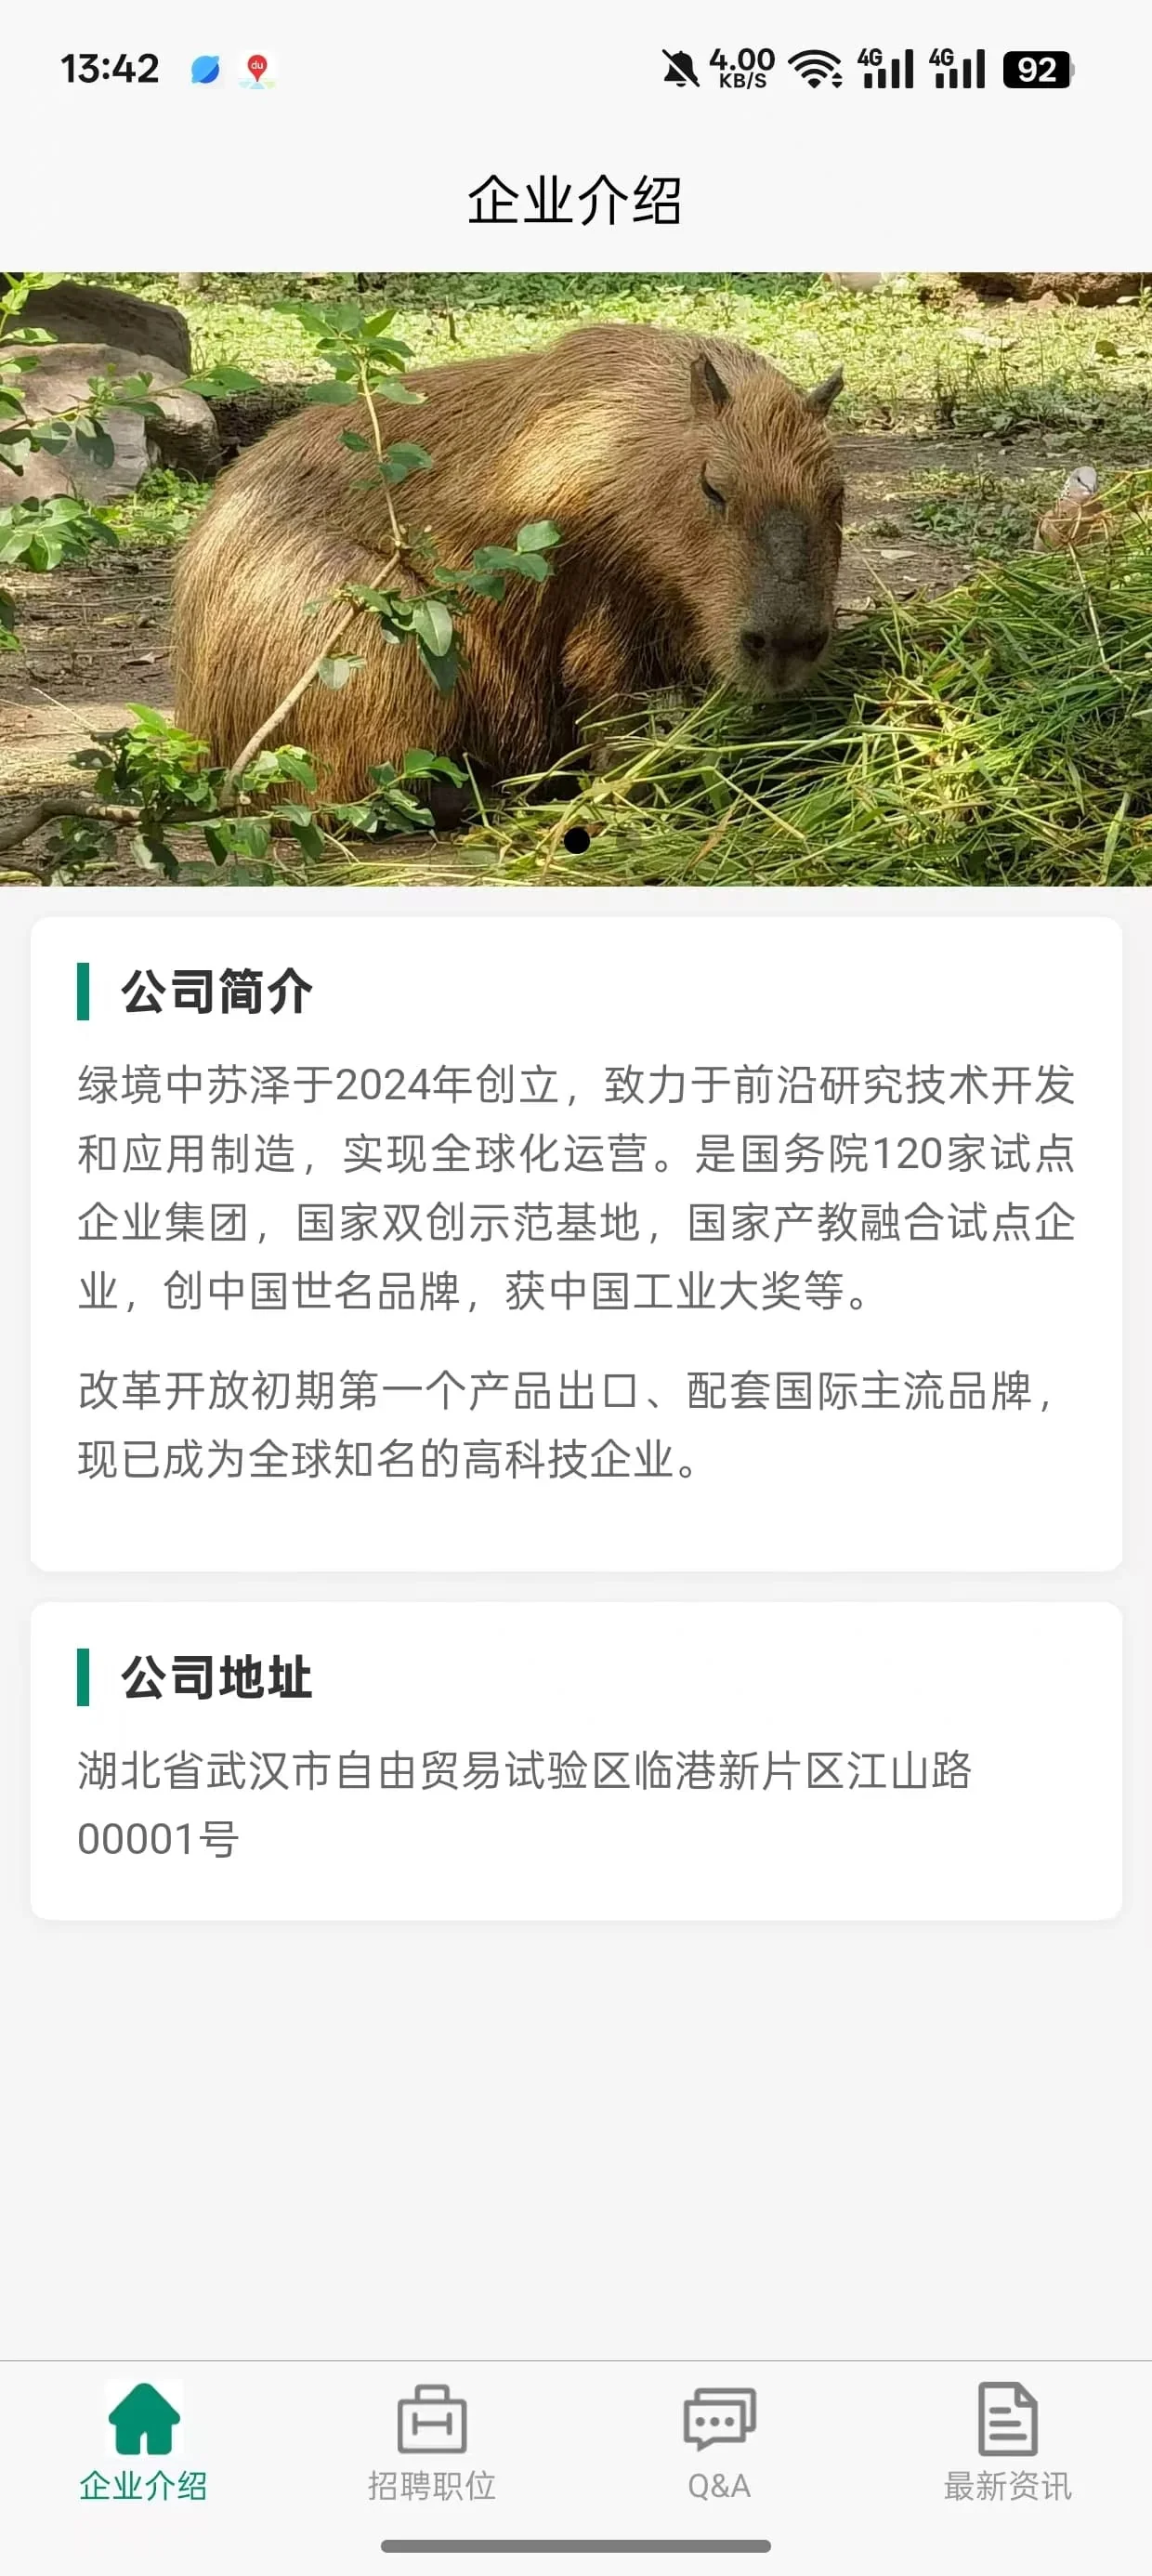 13:42
du
4.00
KB/S
4G
4G
92
企业介绍
公司简介
绿境中苏泽于2024年创立，致力于前沿研究技术开发
和应用制造，实现全球化运营。是国务院120家试点
企业集团，国家双创示范基地，国家产教融合试点企
业，创中国世名品牌，获中国工业大奖等。
改革开放初期第一个产品出口、配套国际主流品牌，
现已成为全球知名的高科技企业。
公司地址
湖北省武汉市自由贸易试验区临港新片区江山路
00001号
企业介绍
招聘职位
Q&A
最新资讯